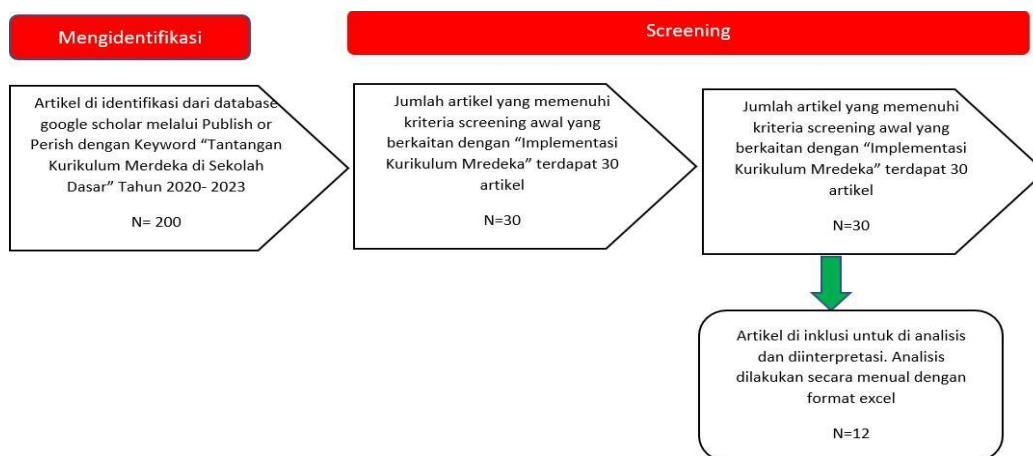 Mengidentifikasi
Screening
Artikel di identifikasi dari database
google scholar melalui Publish or
Perish dengan Keyword “Tantangan
Kurikulum Merdeka di Sekolah
Dasar” Tahun 2020- 2023
N= 200
Jumlah artikel yang memenuhi
kriteria screening awal yang
berkaitan dengan “Implementasi
Kurikulum Mredeka” terdapat 30
artikel
N=30
Jumlah artikel yang memenuhi
kriteria screening awal yang
berkaitan dengan “Implementasi
Kurikulum Mredeka” terdapat 30
artikel
N=30
Artikel di inklusi untuk di analisis
dan diinterpretasi. Analisis
dilakukan secara menual dengan
format excel
N=12